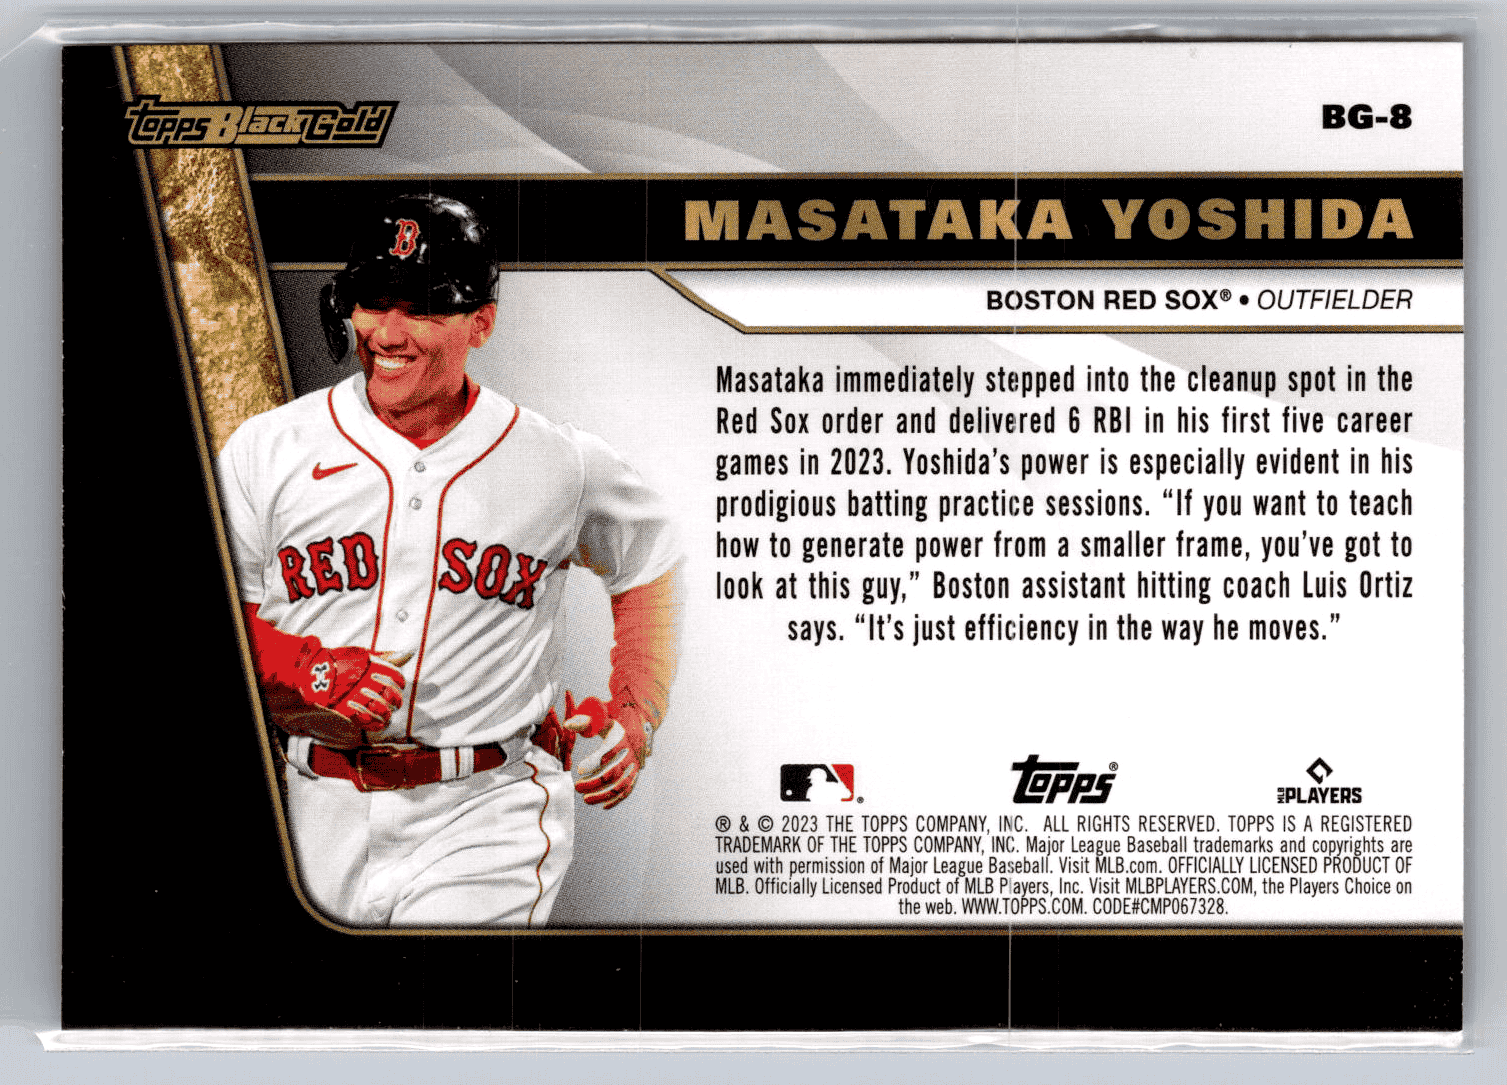 topps Black Gold
BG-8
MASATAKA YOSHIDA
BOSTON RED SOX® • OUTFIELDER
Masataka immediately stepped into the cleanup spot in the
Red Sox order and delivered 6 RBI in his first five career
games in 2023. Yoshida's power is especially evident in his
prodigious batting practice sessions. “If you want to teach
how to generate power from a smaller frame, you've got to
look at this guy,” Boston assistant hitting coach Luis Ortiz
says. “It's just efficiency in the way he moves.”
B
RED SOX
topps®
MLB PLAYERS
® & © 2023 THE TOPPS COMPANY, INC. ALL RIGHTS RESERVED. TOPPS IS A REGISTERED
TRADEMARK OF THE TOPPS COMPANY, INC. Major League Baseball trademarks and copyrights are
used with permission of Major League Baseball. Visit MLB.com. OFFICIALLY LICENSED PRODUCT OF
MLB. Officially Licensed Product of MLB Players, Inc. Visit MLBPLAYERS.COM, the Players Choice on
the web. WWW.TOPPS.COM. CODE#CMP067328.